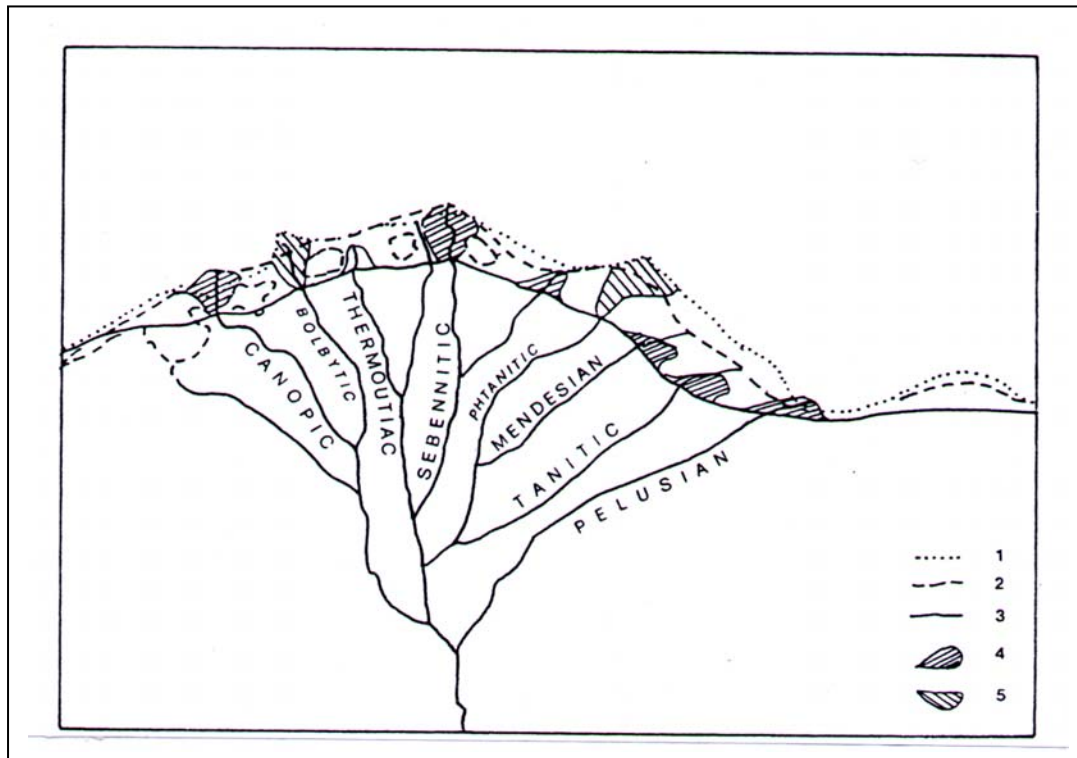 CANOPIC
BOLBYTIC
THERMOUTIAC
SEBENNITIC
PHTANITIC
MENDESIAN
TANITIC
PELUSIAN
1
2
3
4
5